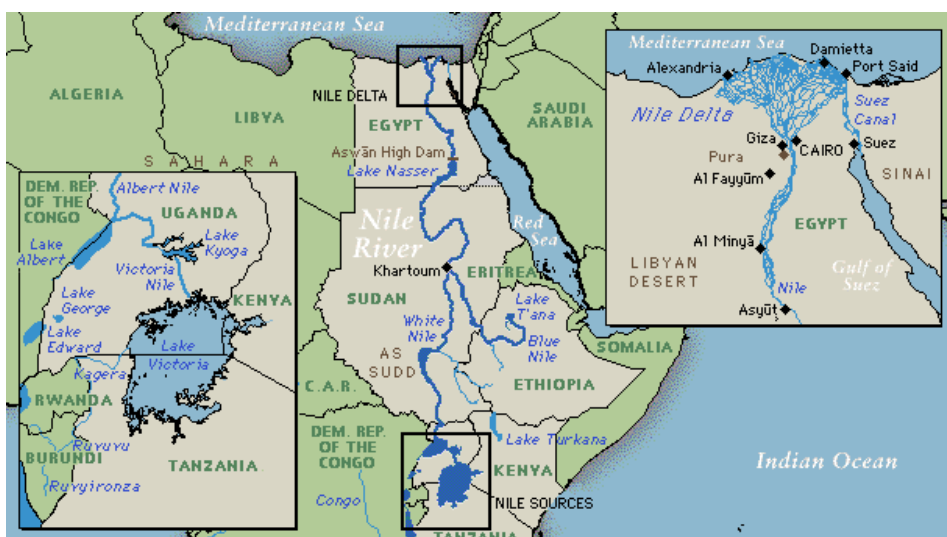 Mediterranean Sea
ALGERIA
LIBYA
NILE DELTA
EGYPT
SAUDI
ARABIA
SAHARA
Aswān High Dam
Lake Nasser
Nile
River
Red
Sea
Khartoum
ERITREA
SUDAN
Lake
T'ana
White
Nile
Blue
Nile
SOMALIA
AS
SUDD
ETHIOPIA
C.A.R.
DEM. REP.
OF THE
CONGO
Lake Turkana
KENYA
Congo
NILE SOURCES
TANZANIA
Indian Ocean
DEM. REP.
OF THE
CONGO
Albert Nile
UGANDA
Lake
Albert
Lake
Kyoga
Victoria
Nile
Lake
George
KENYA
Lake
Edward
Lake
Victoria
Kagera
RWANDA
Ruvuvu
BURUNDI
TANZANIA
Ruvyironza
Mediterranean Sea
Damietta
Alexandria
Port Said
Nile Delta
Suez
Canal
Giza
CAIRO
Suez
Pura
Al Fayyūm
SINAI
EGYPT
Al Minyā
LIBYAN
DESERT
Gulf of
Suez
Nile
Asyūt